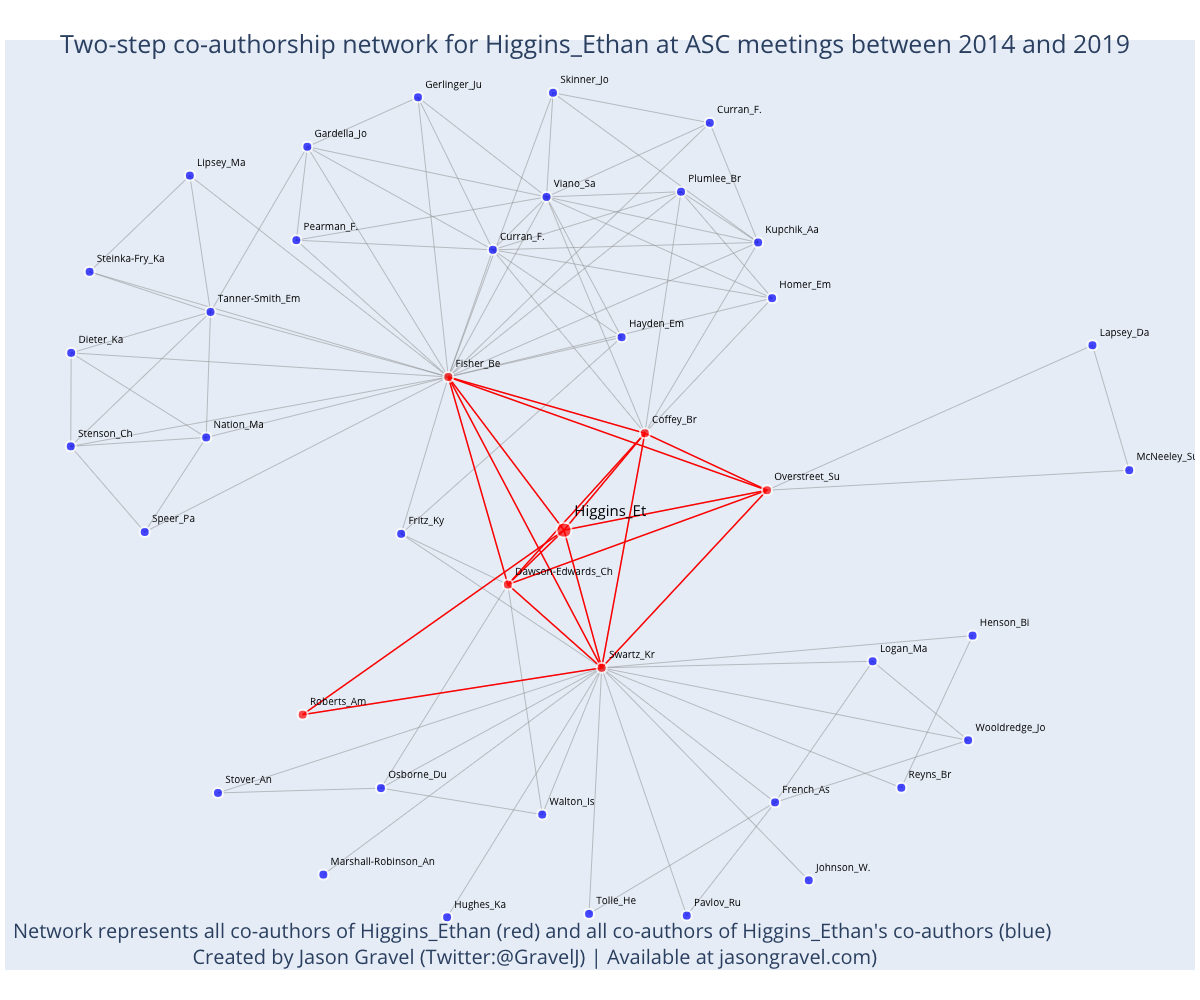 Two-step co-authorship network for Higgins_Ethan at ASC meetings between 2014 and 2019
Skinner_Jo
Gerlinger_Ju
Curran_F.
Gardella_Jo
Lipsey_Ma
Plumlee_Br
Viano_Sa
Pearman_F.
Kupchik_Aa
Curran_F.
Steinka-Fry_Ka
Homer_Em
Tanner-Smith_Em
Hayden_Em
Lapsey_Da
Dieter_Ka
Fisher_Be
Coffey_Br
Nation_Ma
Stenson_Ch
McNeeley_Su
Overstreet_Su
Higgins_Et
Speer_Pa
Fritz_Ky
Dawson-Edwards_Ch
Henson_Bi
Logan_Ma
Swartz_Kr
Roberts_Am
Wooldredge_Jo
Osborne_Du
Reyns_Br
Stover_An
French_As
Walton_Is
Marshall-Robinson_An
Johnson_W.
Tolle_He
Pavlov_Ru
Hughes_Ka
Network represents all co-authors of Higgins_Ethan (red) and all co-authors of Higgins_Ethan's co-authors (blue)
Created by Jason Gravel (Twitter:@GravelJ) | Available at jasongravel.com)